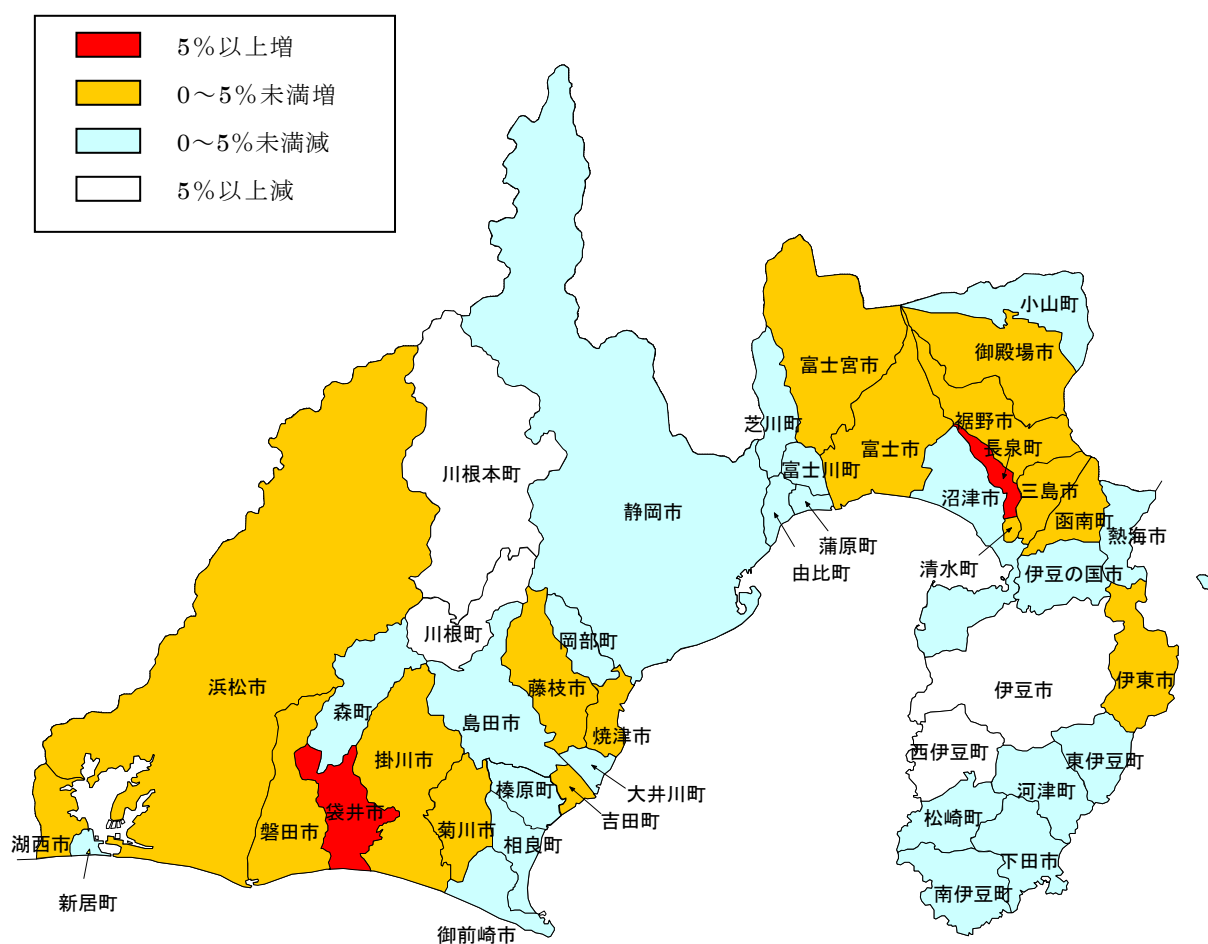 5%以上増
0～5%未満増
0～5%未満減
5%以上減
小山町
御殿場市
富士宮市
裾野市
芝川町
富士市
長泉町
川根本町
富士川町
沼津市
三島市
静岡市
函南町
熱海市
蒲原町
由比町
清水町
伊豆の国市
川根町
岡部町
浜松市
藤枝市
伊豆市
伊東市
森町
島田市
焼津市
掛川市
西伊豆町
東伊豆町
榛原町
大井川町
河津町
袋井市
吉田町
松崎町
湖西市
磐田市
菊川市
相良町
下田市
新居町
南伊豆町
御前崎市